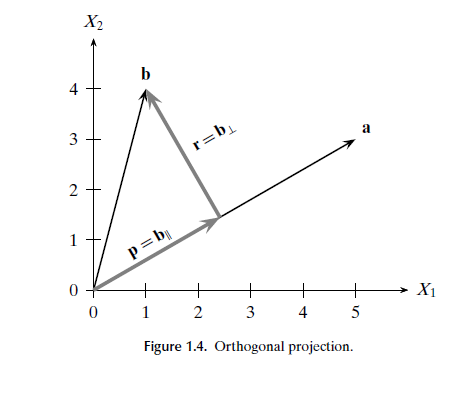 X₂
b
4
a
r = b⊥
3
2
1
p = b∥
0
X₁
0 1 2 3 4 5
Figure 1.4. Orthogonal projection.